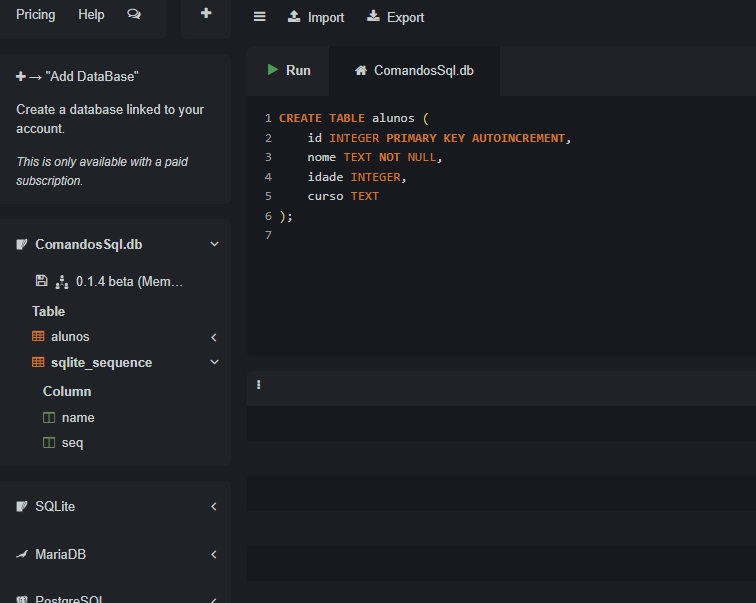 Pricing Help
Import Export
"Add DataBase"
Create a database linked to your
account.
This is only available with a paid
subscription.
ComandosSql.db
0.1.4 beta (Mem...
Table
alunos
sqlite_sequence
Column
name
seq
SQLite
MariaDB
PostgreSQL
Run ComandosSql.db
1 CREATE TABLE alunos (
2 id INTEGER PRIMARY KEY AUTOINCREMENT,
3 nome TEXT NOT NULL,
4 idade INTEGER,
5 curso TEXT
6 );
7